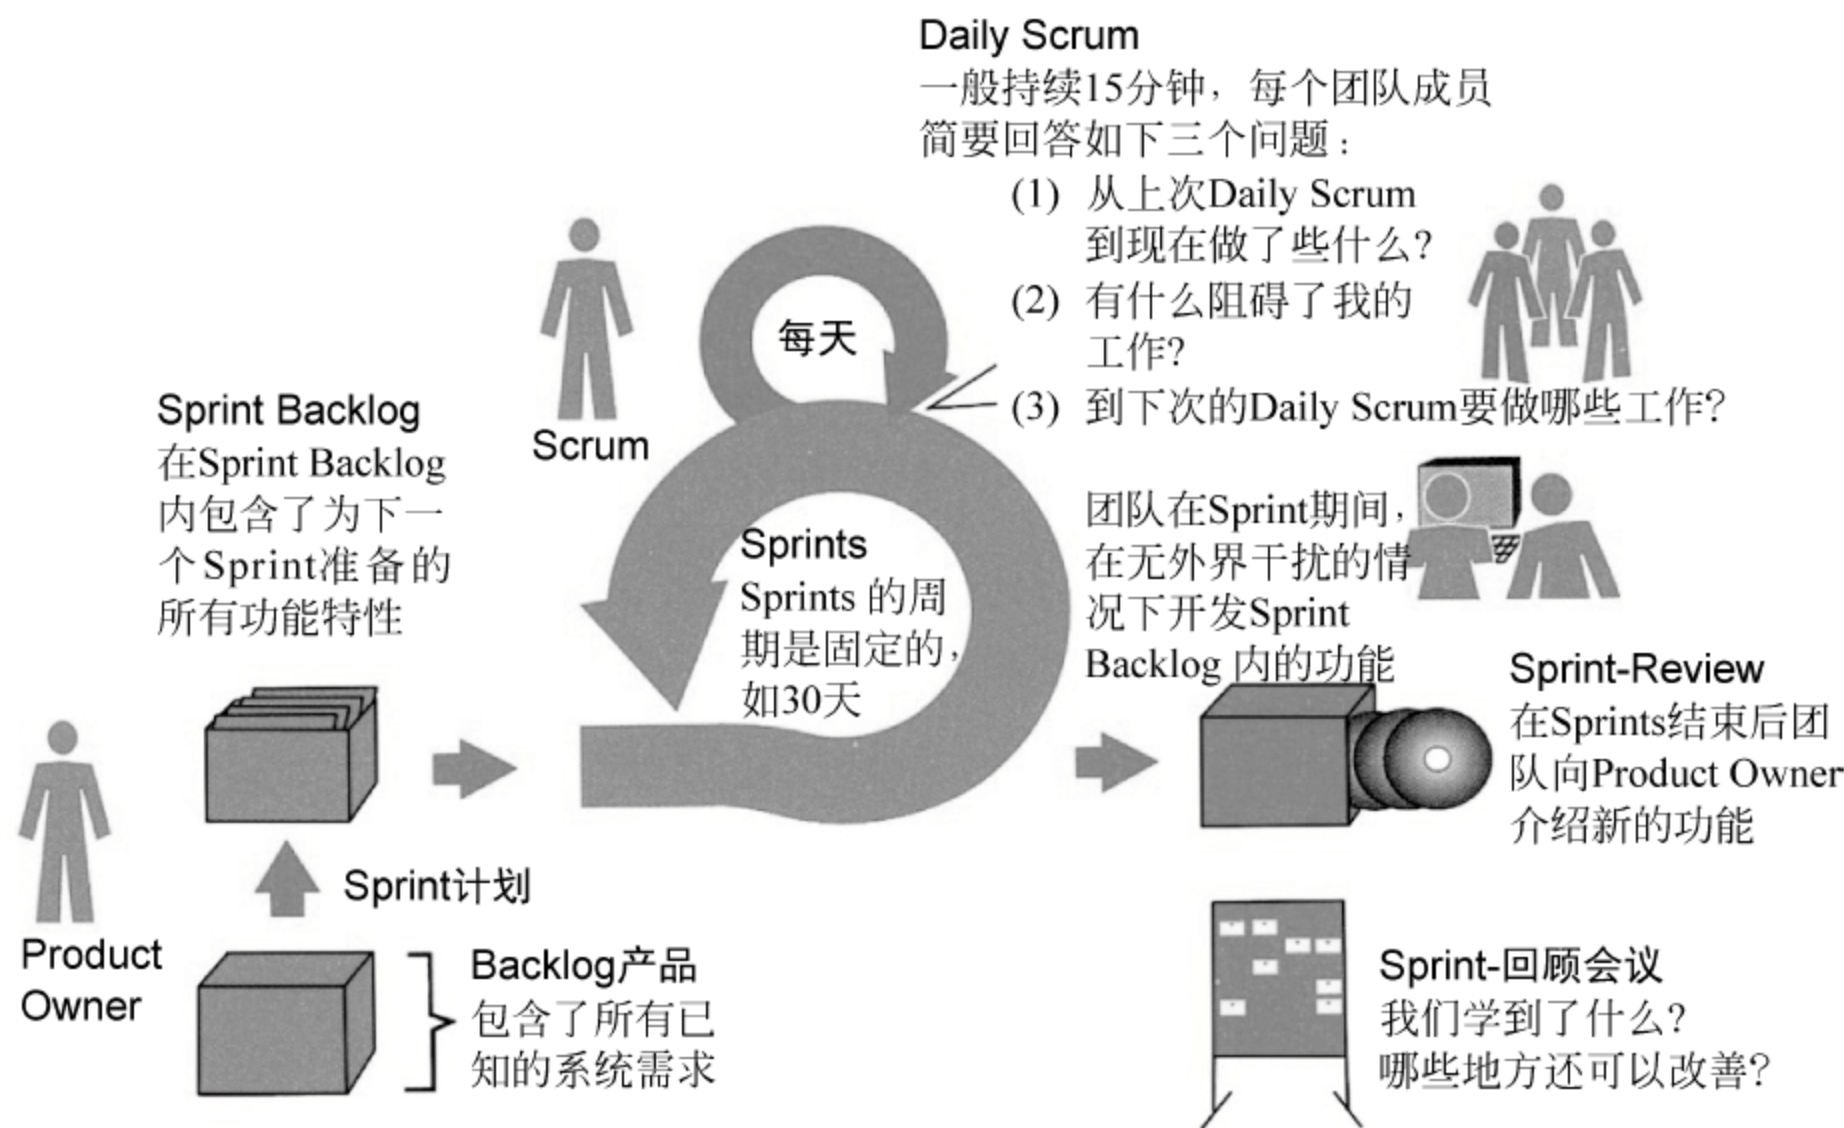 Daily Scrum
一般持续15分钟，每个团队成员
简要回答如下三个问题：
(1) 从上次Daily Scrum
到现在做了些什么？
(2) 有什么阻碍了我的
工作？
(3) 到下次的Daily Scrum要做哪些工作？
每天
Scrum
Sprint Backlog
在Sprint Backlog
内包含了为下一
个Sprint准备的
所有功能特性
Sprints
Sprints 的周
期是固定的，
如30天
团队在Sprint期间，
在无外界干扰的情
况下开发Sprint
Backlog 内的功能
Sprint-Review
在Sprints结束后团
队向Product Owner
介绍新的功能
Sprint计划
Product
Owner
Backlog产品
包含了所有已
知的系统需求
Sprint-回顾会议
我们学到了什么？
哪些地方还可以改善？